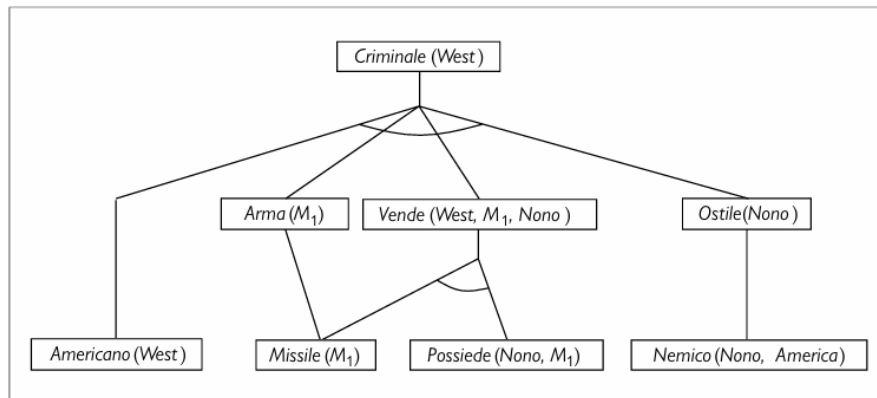 Criminale (West)
Arma (M₁)
Vende (West, M₁, Nono)
Ostile(Nono)
Americano (West)
Missile (M₁)
Possiede (Nono, M₁)
Nemico (Nono, America)